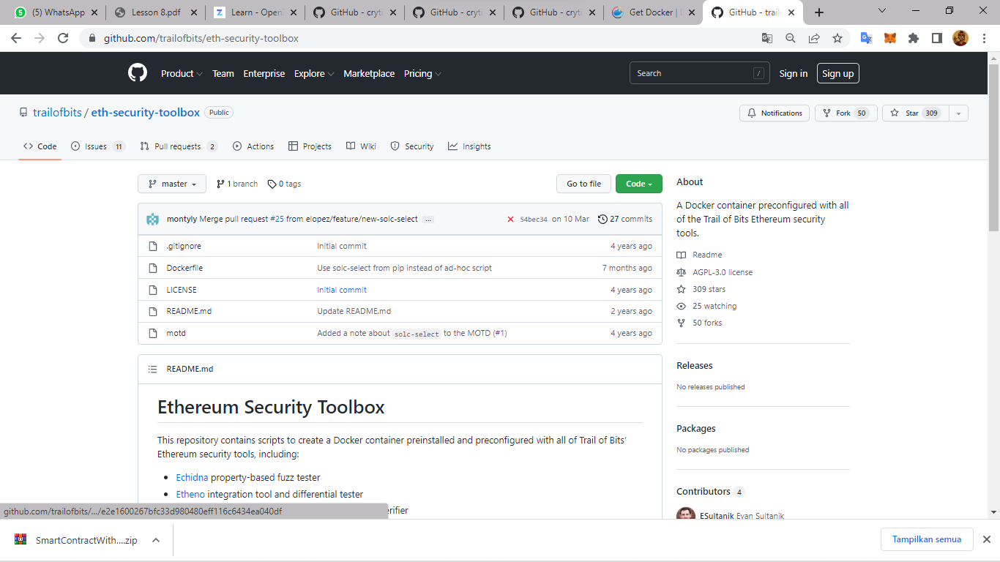 (5) WhatsApp
Lesson 8.pdf
Learn - Open
GitHub - cryti
GitHub - cryti
GitHub - cryti
Get Docker |
GitHub - trail
github.com/trailofbits/eth-security-toolbox
Product Team Enterprise Explore Marketplace Pricing
Search /
Sign in
Sign up
trailofbits / eth-security-toolbox Public
Notifications
Fork 50
Star 309
Code
Issues 11
Pull requests 2
Actions
Projects
Wiki
Security
Insights
master
1 branch
0 tags
Go to file
Code
montyly Merge pull request #25 from elopez/feature/new-solc-select ... 54bec34 on 10 Mar 27 commits
.gitignore Initial commit 4 years ago
Dockerfile Use solc-select from pip instead of ad-hoc script 7 months ago
LICENSE Initial commit 4 years ago
README.md Update README.md 2 years ago
motd Added a note about solc-select to the MOTD (#1) 4 years ago
README.md
Ethereum Security Toolbox
This repository contains scripts to create a Docker container preinstalled and preconfigured with all of Trail of Bits'
Ethereum security tools, including:
Echidna property-based fuzz tester
Etheno integration tool and differential tester
erifier
About
A Docker container preconfigured with all
of the Trail of Bits Ethereum security
tools.
Readme
AGPL-3.0 license
309 stars
25 watching
50 forks
Releases
No releases published
Packages
No packages published
Contributors 4
ESultanik Evan Sultanik
github.com/trailofbits/.../e2e1600267bfc33d980480eff116c6434ea040df
SmartContractWith....zip
Tampilkan semua